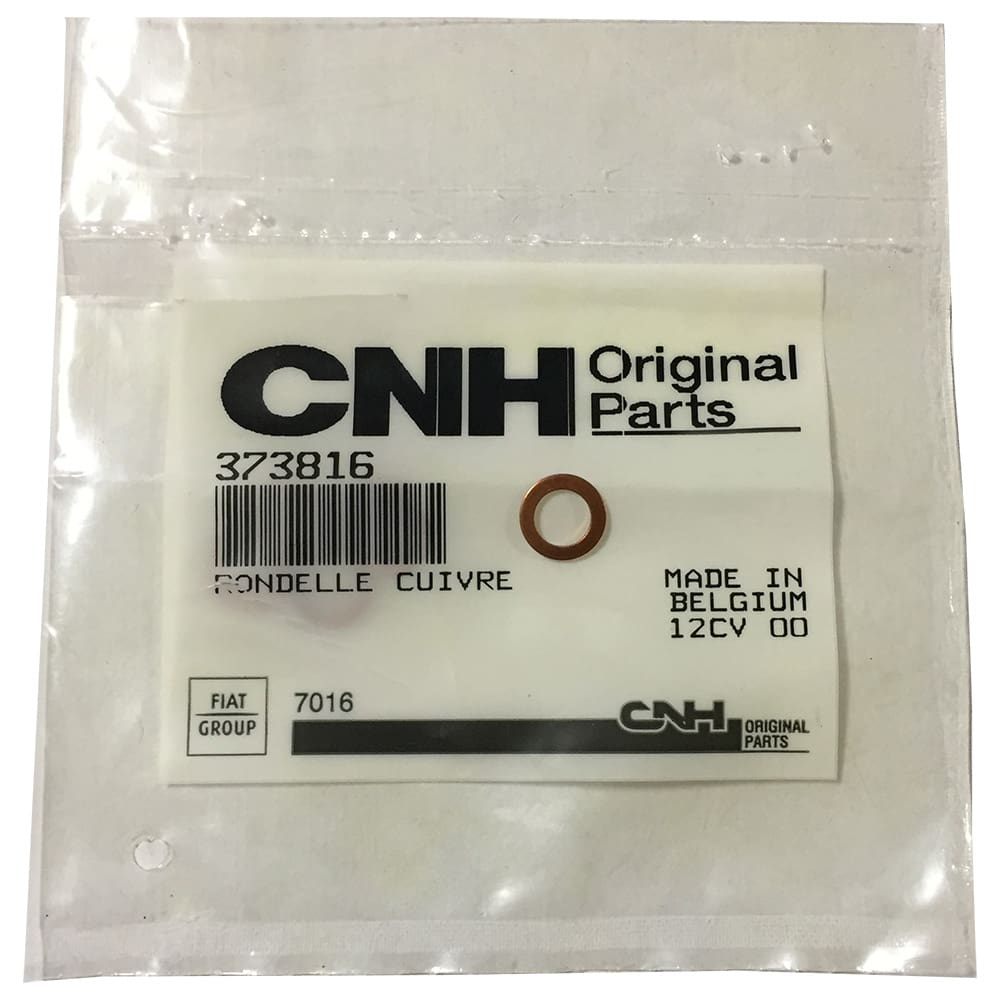 CNH Original
Parts
373816
RONDELLE CUIVRE
MADE IN
BELGIUM
12CV 00
FIAT
GROUP
7016
CNH ORIGINAL
PARTS